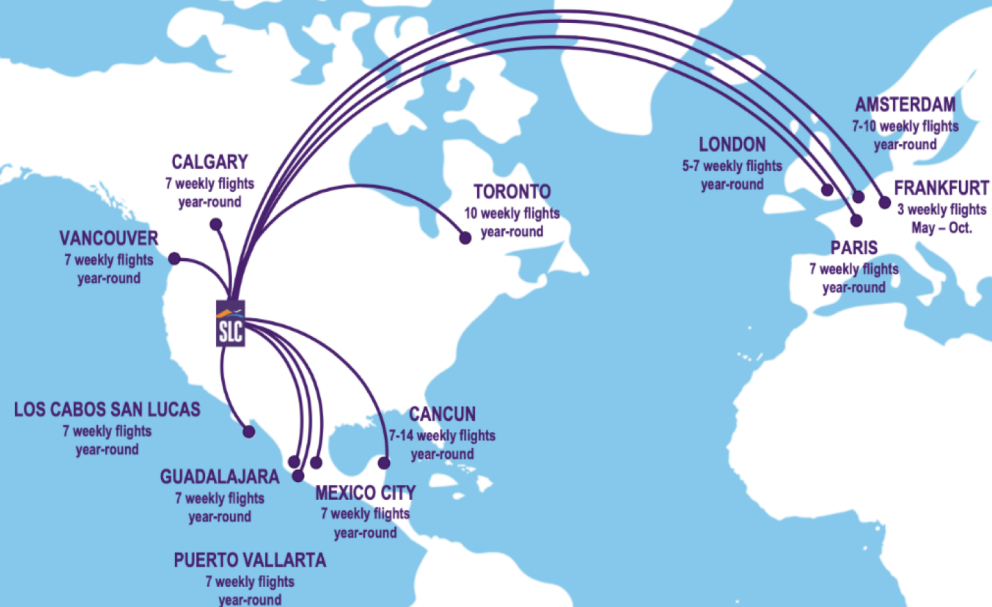 CALGARY
7 weekly flights
year-round
VANCOUVER
7 weekly flights
year-round
TORONTO
10 weekly flights
year-round
LONDON
5-7 weekly flights
year-round
AMSTERDAM
7-10 weekly flights
year-round
FRANKFURT
3 weekly flights
May – Oct.
PARIS
7 weekly flights
year-round
SLC
LOS CABOS SAN LUCAS
7 weekly flights
year-round
GUADALAJARA
7 weekly flights
year-round
CANCUN
7-14 weekly flights
year-round
MEXICO CITY
7 weekly flights
year-round
PUERTO VALLARTA
7 weekly flights
year-round